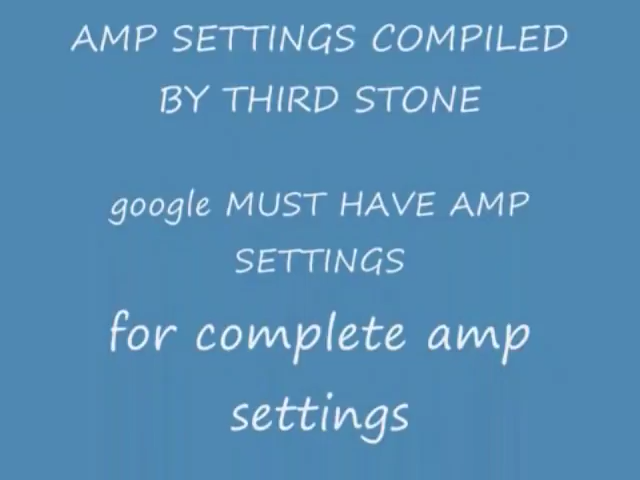 AMP SETTINGS COMPILED
BY THIRD STONE
google MUST HAVE AMP
SETTINGS
for complete amp
settings